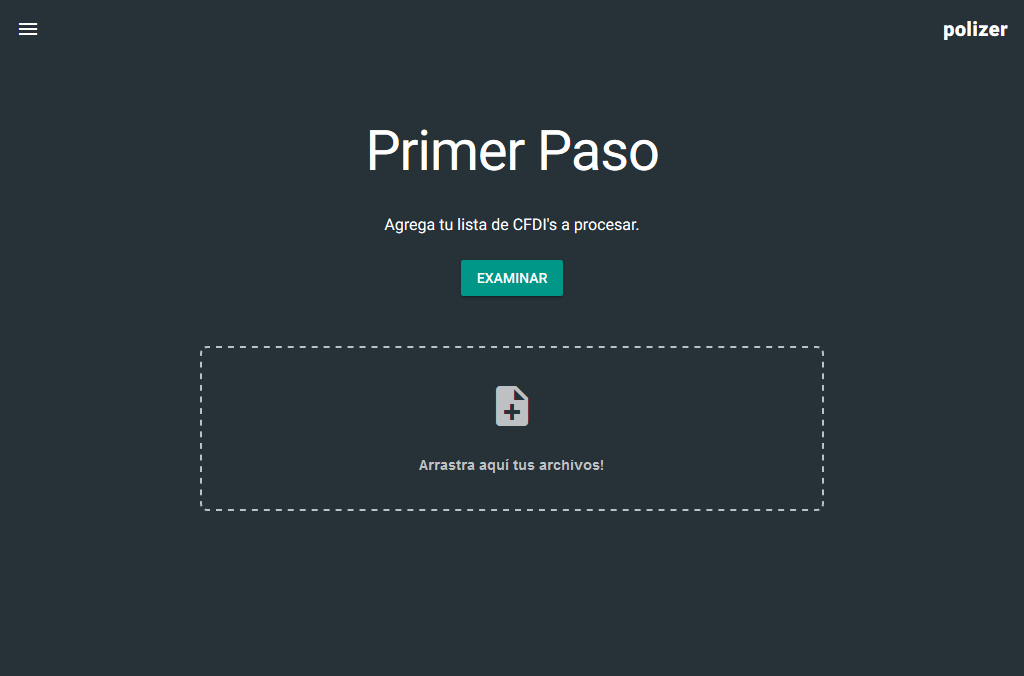 polizer
Primer Paso
Agrega tu lista de CFDI's a procesar.
EXAMINAR
Arrastra aquí tus archivos!